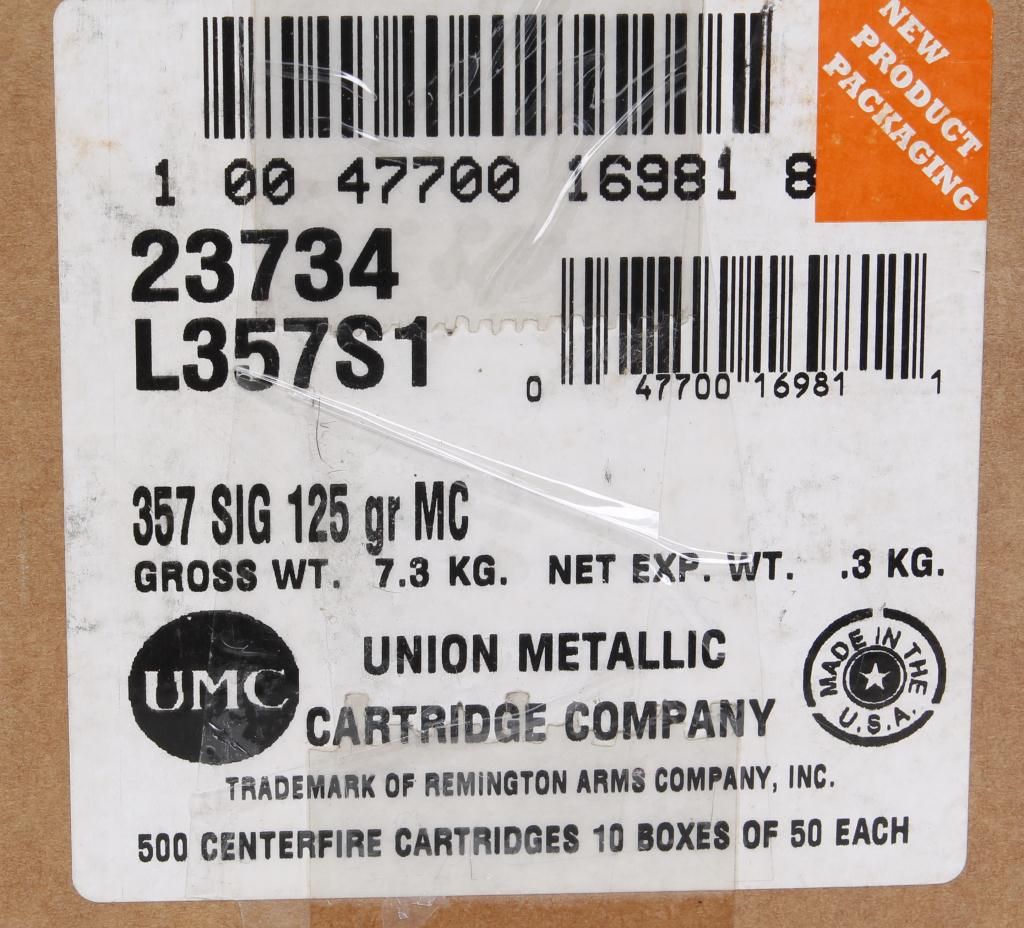 NEW
PRODUCT
PACKAGING
1 00 47700 16981 8
23734
L357S1
0 47700 16981 1
357 SIG 125 gr MC
GROSS WT. 7.3 KG. NET EXP. WT. .3 KG.
UMC
UNION METALLIC
CARTRIDGE COMPANY
MADE IN THE
U.S.A.
TRADEMARK OF REMINGTON ARMS COMPANY, INC.
500 CENTERFIRE CARTRIDGES 10 BOXES OF 50 EACH